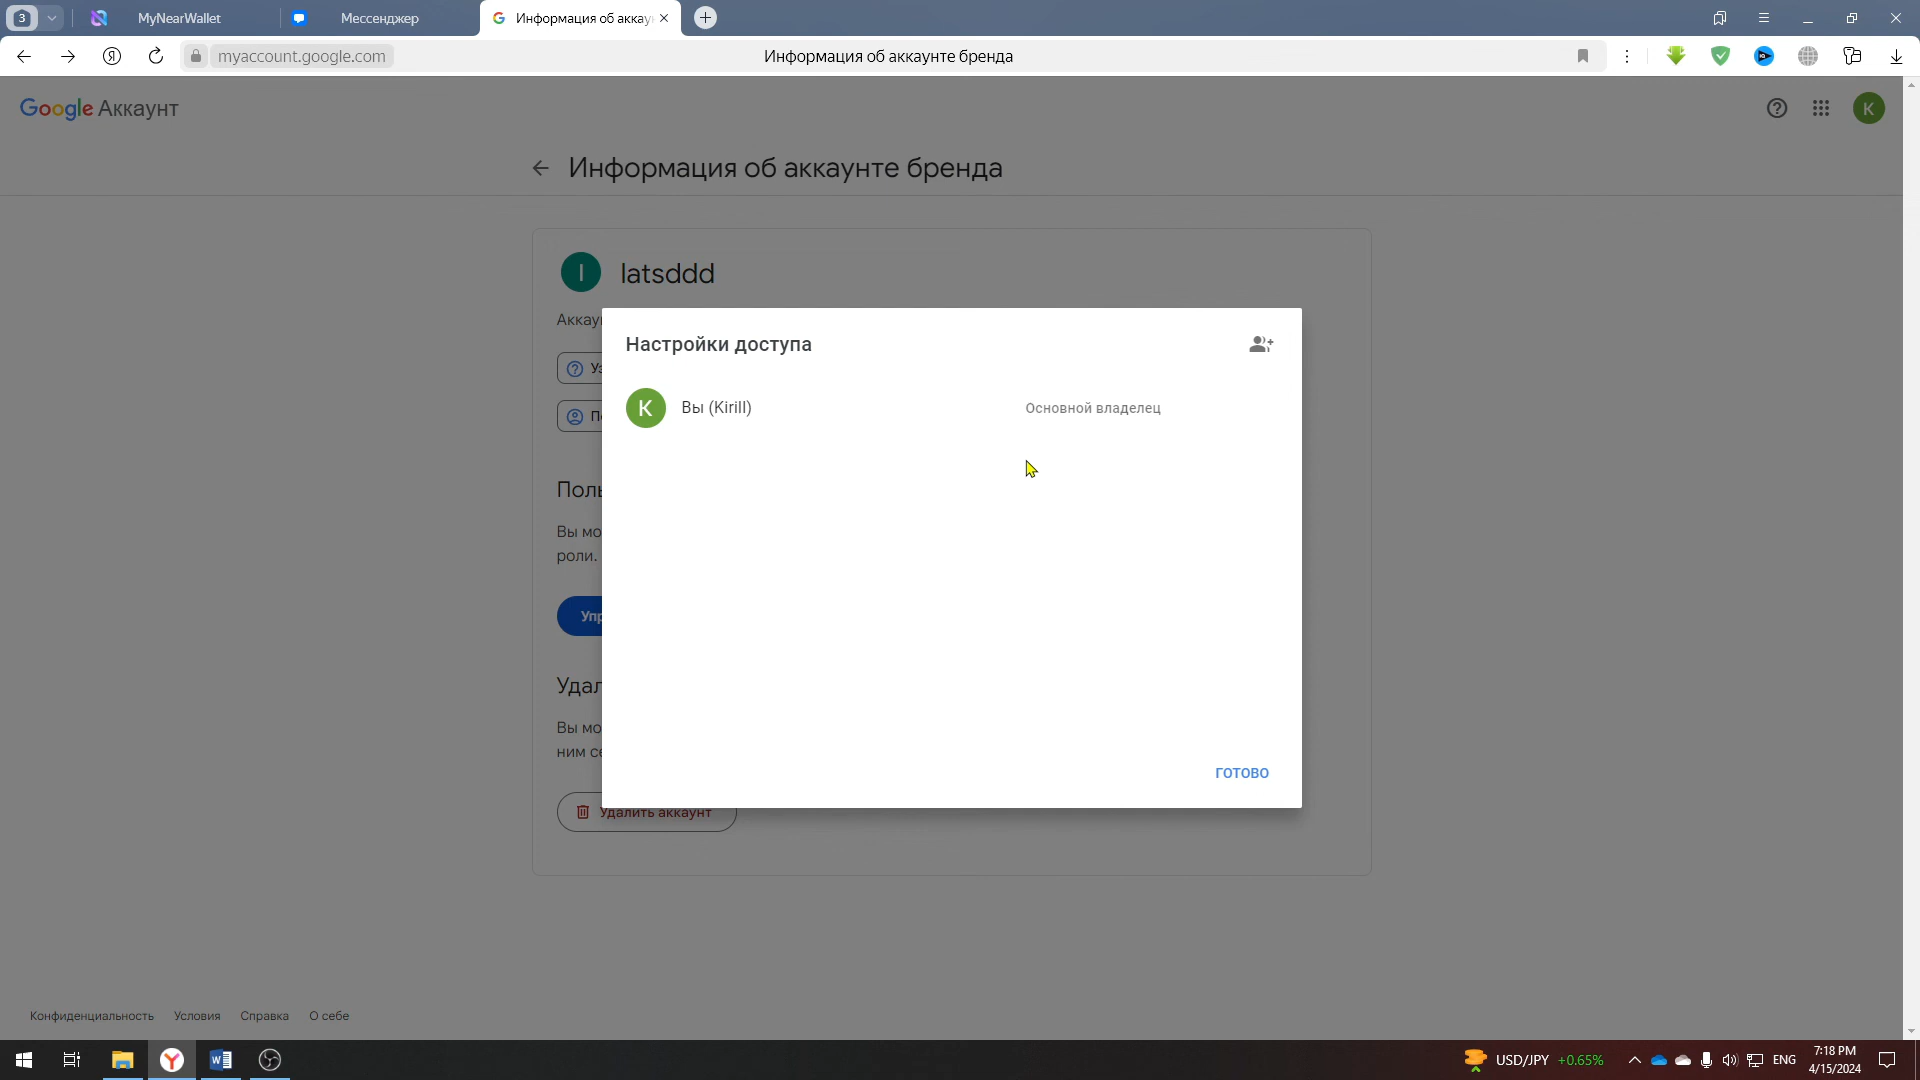 3
MyNearWallet
Мессенджер
Информация об аккау
myaccount.google.com
Информация об аккаунте бренда
Google Аккаунт
K
Информация об аккаунте бренда
I
latsddd
Аккау
Настройки доступа
Уз
K
Вы (Kirill)
Основной владелец
Поль
Вы мо
роли.
Упр
Удал
Вы мо
ним се
ГОТОВО
Удалить аккаунт
Конфиденциальность
Условия
Справка
О себе
USD/JPY +0.65%
ENG
7:18 PM
4/15/2024